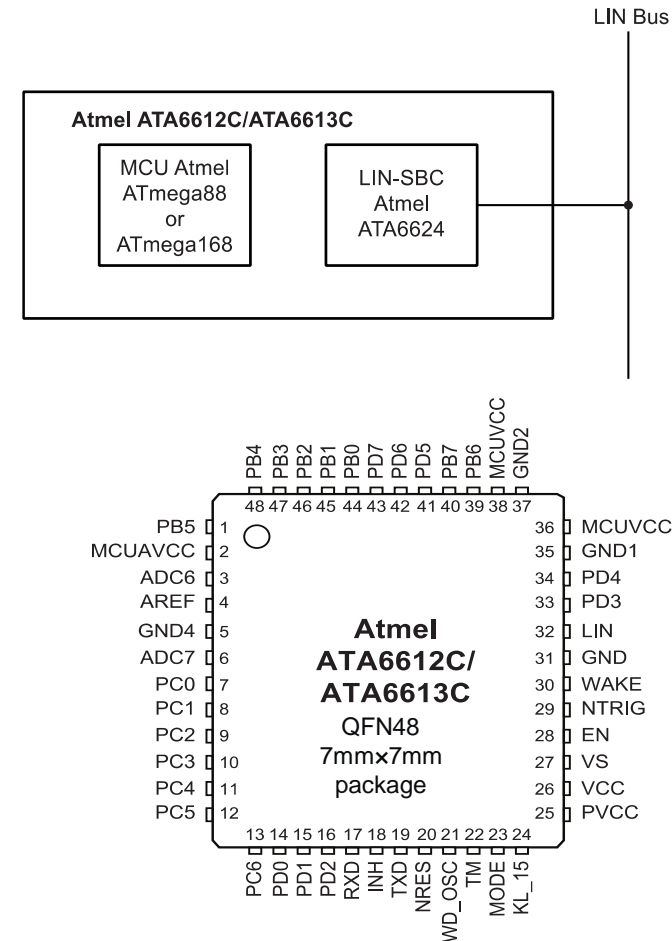 LIN Bus
Atmel ATA6612C/ATA6613C
MCU Atmel
ATmega88
or
ATmega168
LIN-SBC
Atmel
ATA6624
PB4
PB3
PB2
PB1
PB0
PD7
PD6
PD5
PB7
PB6
MCUVCC
GND2
48 47 46 45 44 43 42 41 40 39 38 37
PB5 1
MCUAVCC 2
ADC6 3
AREF 4
GND4 5
ADC7 6
PC0 7
PC1 8
PC2 9
PC3 10
PC4 11
PC5 12
Atmel
ATA6612C/
ATA6613C
QFN48
7mm×7mm
package
36 MCUVCC
35 GND1
34 PD4
33 PD3
32 LIN
31 GND
30 WAKE
29 NTRIG
28 EN
27 VS
26 VCC
25 PVCC
13 14 15 16 17 18 19 20 21 22 23 24
PC6
PD0
PD1
PD2
RXD
INH
TXD
NRES
WD_OSC
TM
MODE
KL_15